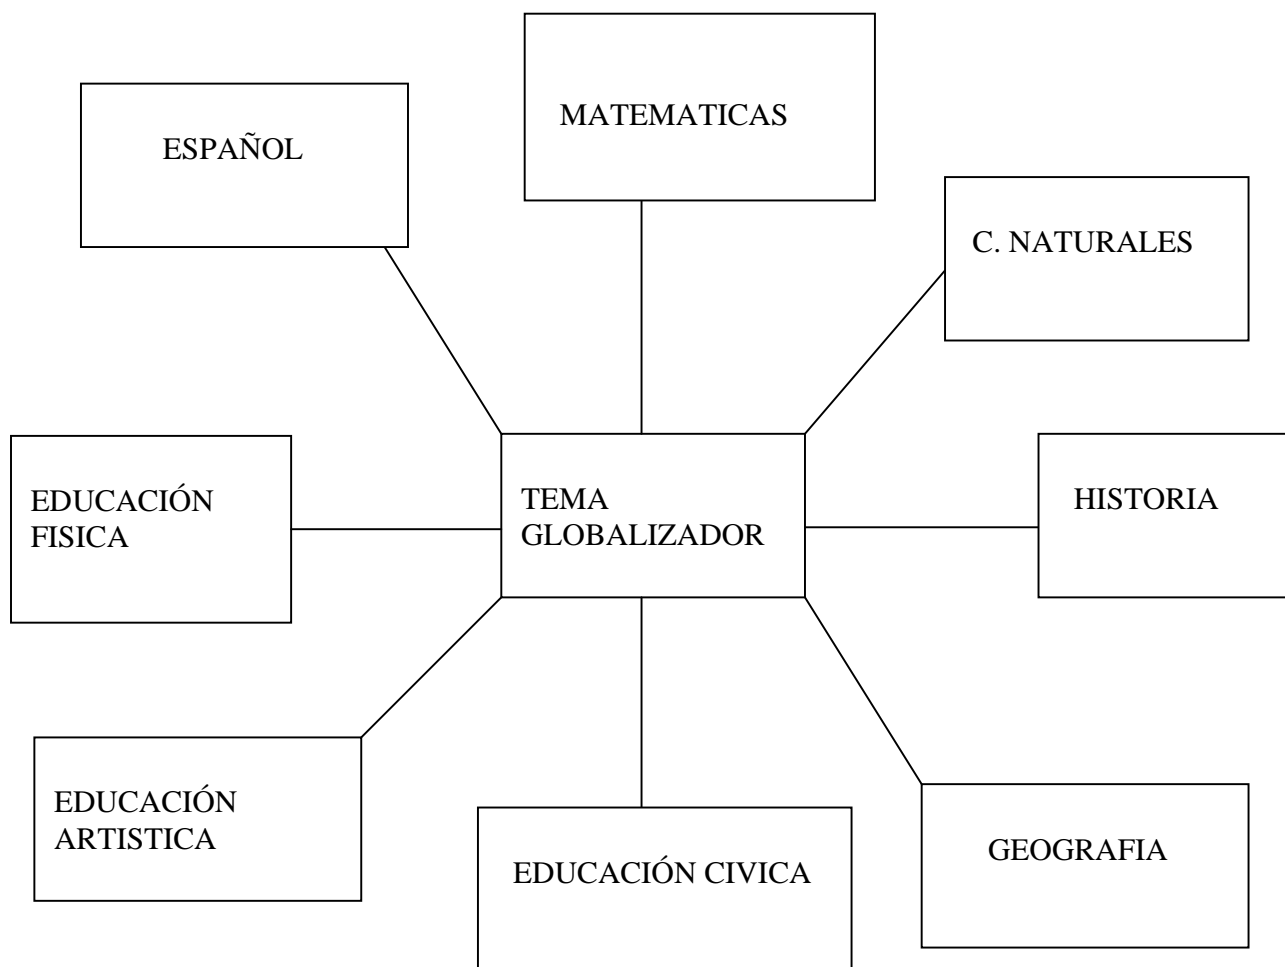 MATEMATICAS
ESPAÑOL
C. NATURALES
EDUCACIÓN
FISICA
TEMA
GLOBALIZADOR
HISTORIA
EDUCACIÓN
ARTISTICA
EDUCACIÓN CIVICA
GEOGRAFIA